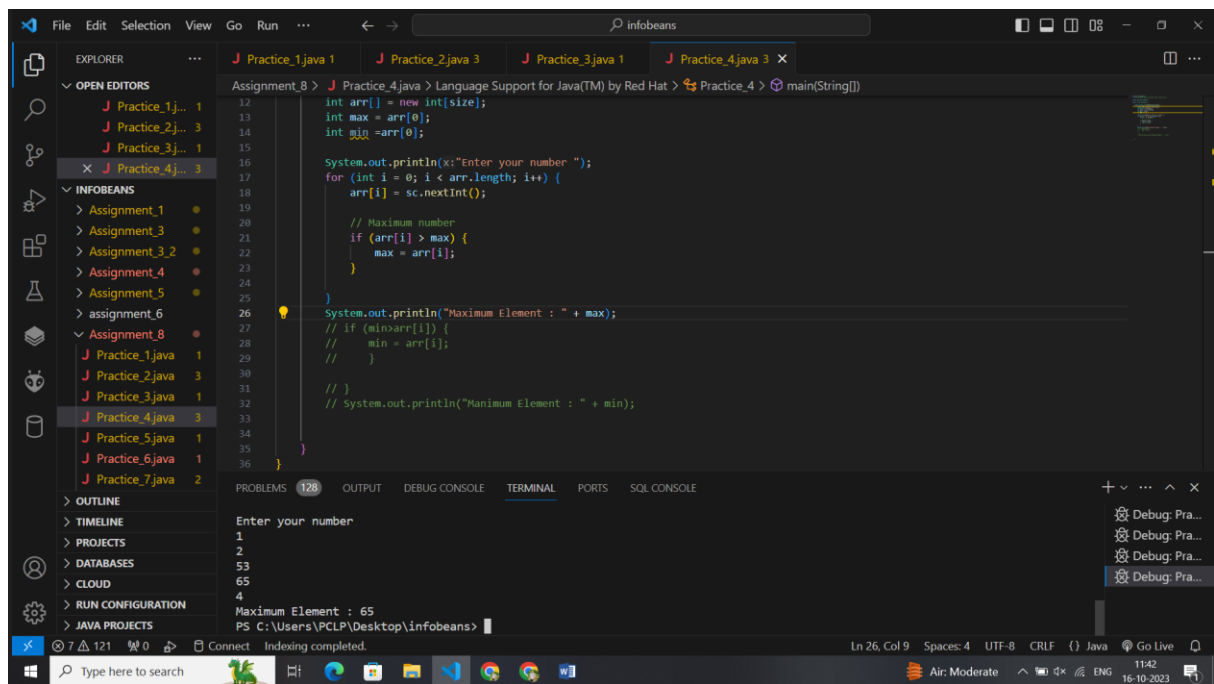 File Edit Selection View Go Run ··· ← → infobeans
EXPLORER ···
OPEN EDITORS
J Practice_1.j... 1
J Practice_2.j... 3
J Practice_3.j... 1
× J Practice_4.j... 3
INFOBEANS
> Assignment_1
> Assignment_3
> Assignment_3_2
> Assignment_4
> Assignment_5
> assignment_6
Assignment_8
J Practice_1.java 1
J Practice_2.java 3
J Practice_3.java 1
J Practice_4.java 3
J Practice_5.java 1
J Practice_6.java 1
J Practice_7.java 2
> OUTLINE
> TIMELINE
> PROJECTS
> DATABASES
> CLOUD
> RUN CONFIGURATION
> JAVA PROJECTS
J Practice_1.java 1 J Practice_2.java 3 J Practice_3.java 1 J Practice_4.java 3 ×
Assignment_8 > J Practice_4.java > Language Support for Java(TM) by Red Hat > Practice_4 > main(String[])
12 int arr[] = new int[size];
13 int max = arr[0];
14 int min =arr[0];
15
16 System.out.println(x:"Enter your number ");
17 for (int i = 0; i < arr.length; i++) {
18 arr[i] = sc.nextInt();
19
20 // Maximum number
21 if (arr[i] > max) {
22 max = arr[i];
23 }
24
25 }
26 System.out.println("Maximum Element : " + max);
27 // if (min>arr[i]) {
28 // min = arr[i];
29 // }
30
31 // }
32 // System.out.println("Manimum Element : " + min);
33
34
35 }
36 }
PROBLEMS 128 OUTPUT DEBUG CONSOLE TERMINAL PORTS SQL CONSOLE
Enter your number
1
2
53
65
4
Maximum Element : 65
PS C:\Users\PCLP\Desktop\infobeans>
Debug: Pra...
Debug: Pra...
Debug: Pra...
Debug: Pra...
7 121 0 Connect Indexing completed. Ln 26, Col 9 Spaces: 4 UTF-8 CRLF {} Java Go Live
Type here to search Air: Moderate ENG 11:42
16-10-2023